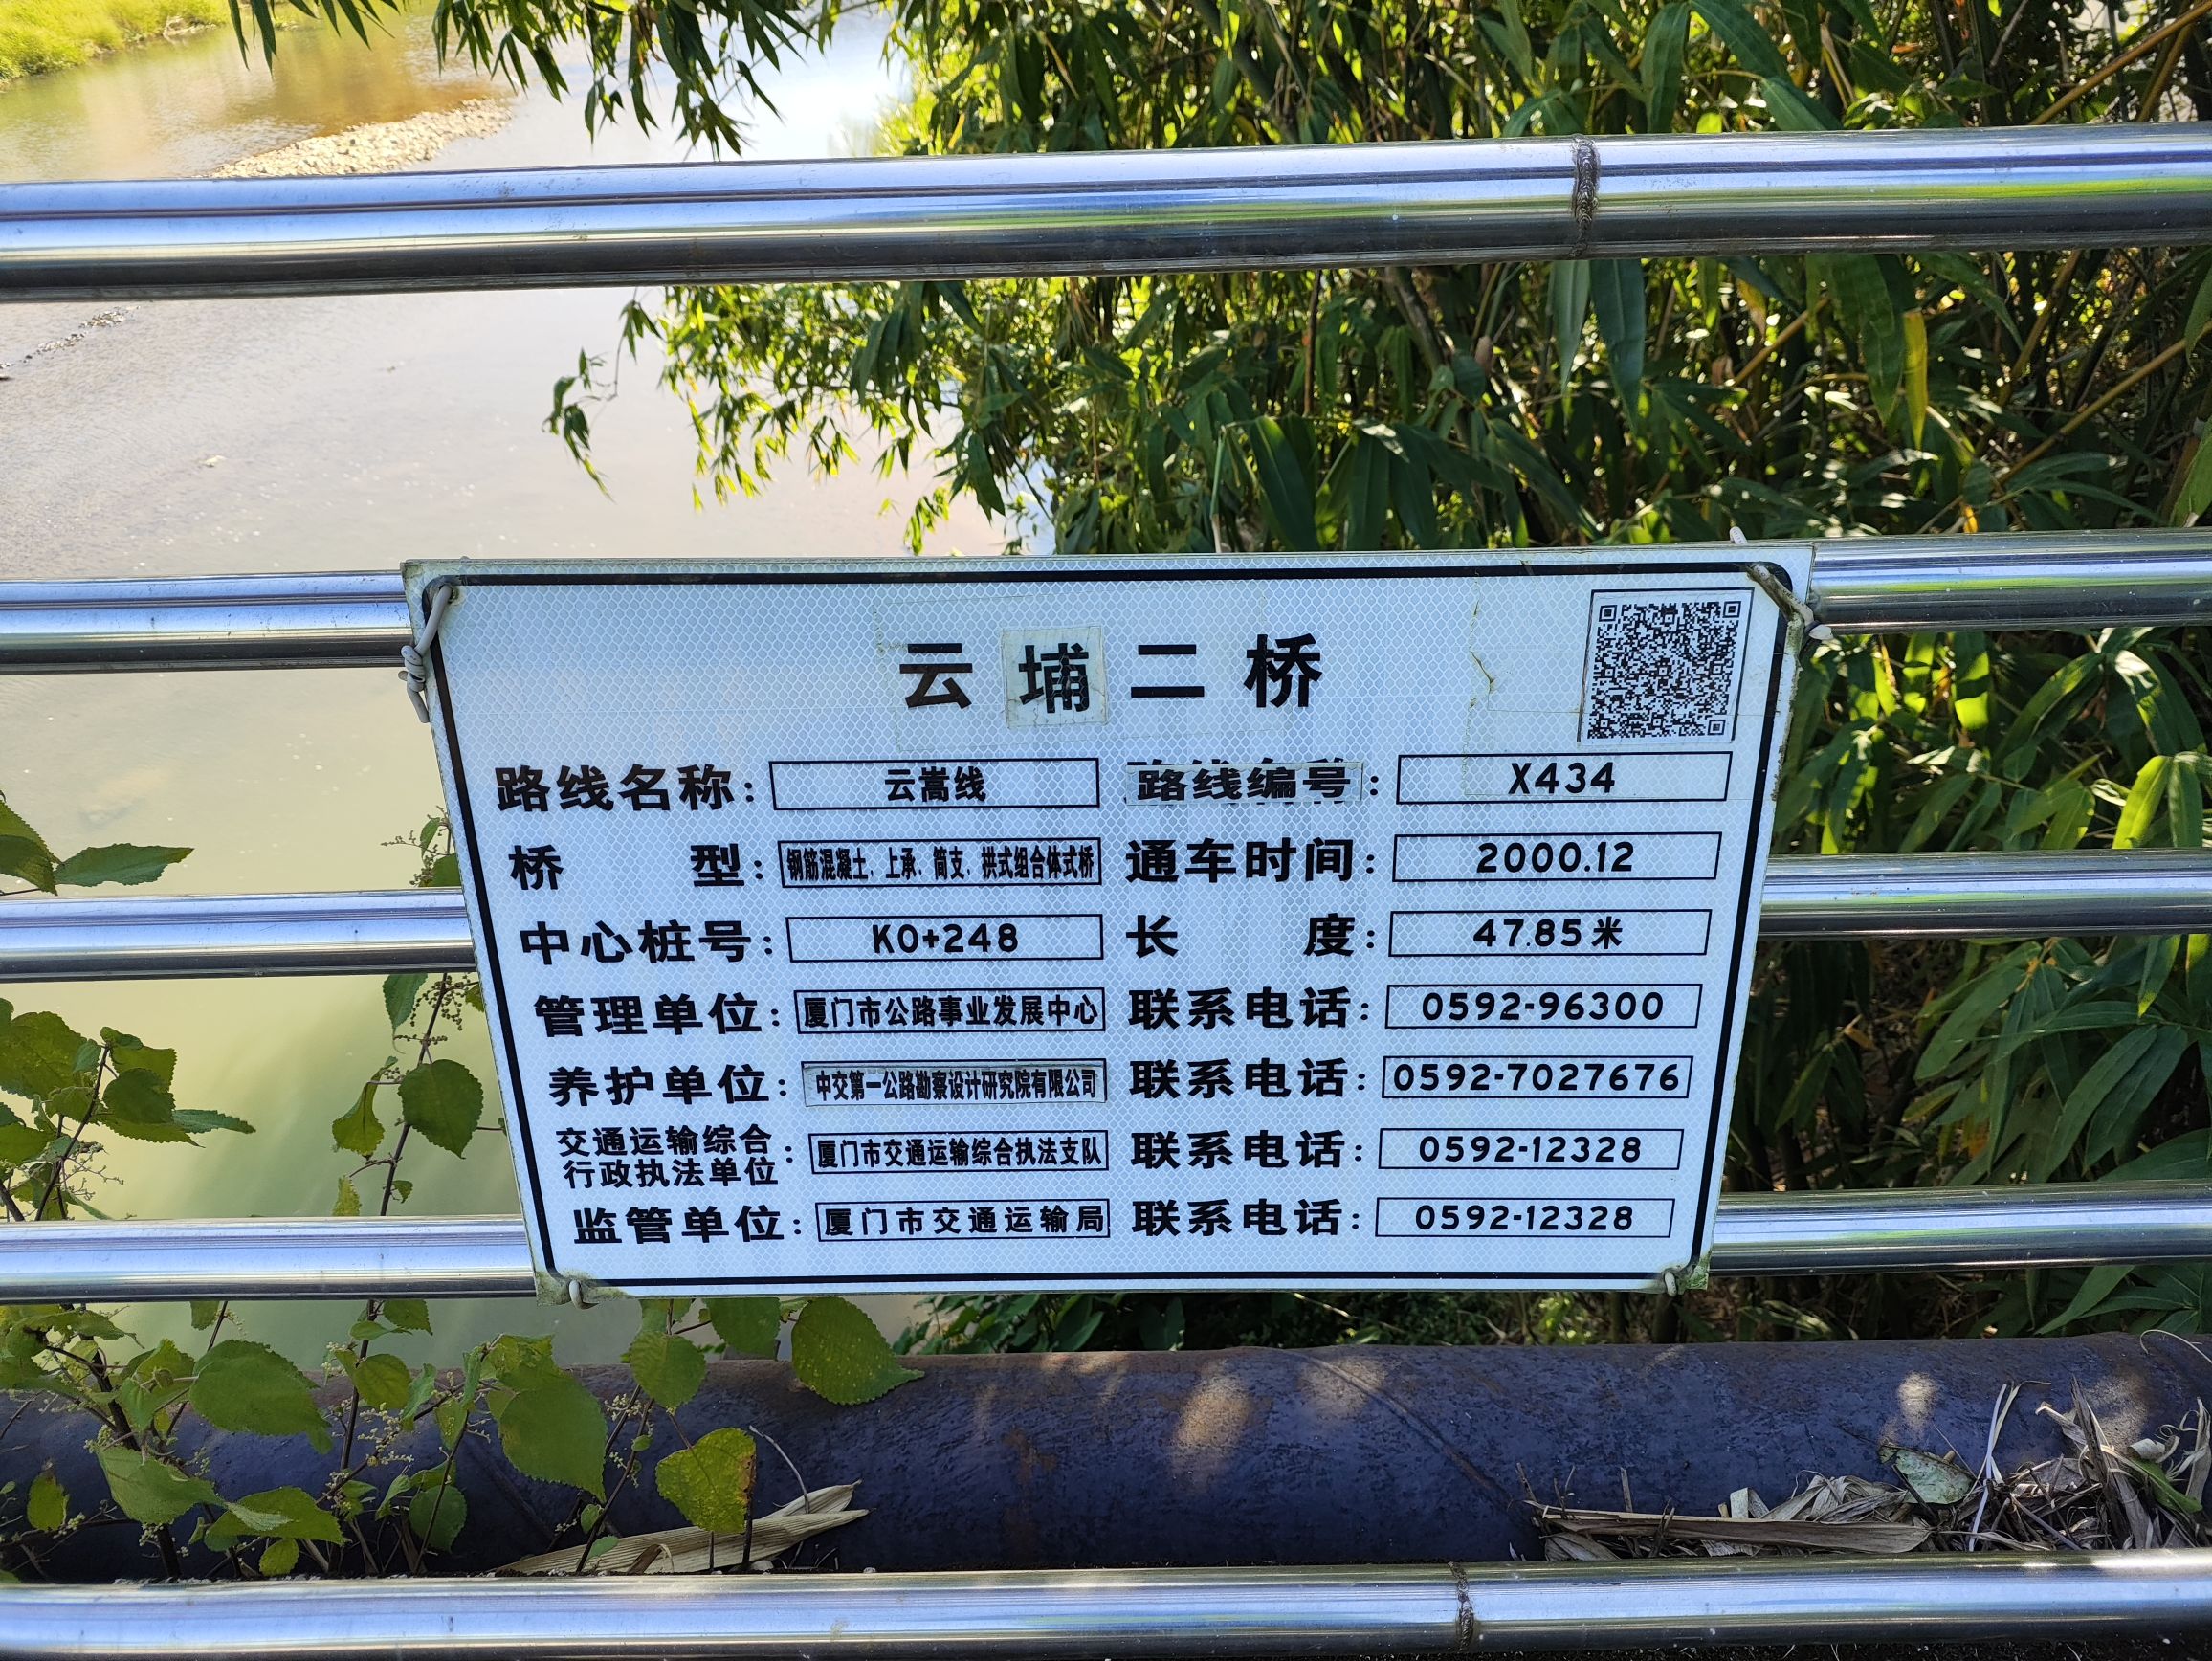 云埔二桥
路线名称：云嵩线 路线编号：X434
桥型：钢筋混凝土、上承、简支、拱式组合体式桥 通车时间：2000.12
中心桩号：K0+248 长度：47.85米
管理单位：厦门市公路事业发展中心 联系电话：0592-96300
养护单位：中交第一公路勘察设计研究院有限公司 联系电话：0592-7027676
交通运输综合行政执法单位：厦门市交通运输综合执法支队 联系电话：0592-12328
监管单位：厦门市交通运输局 联系电话：0592-12328